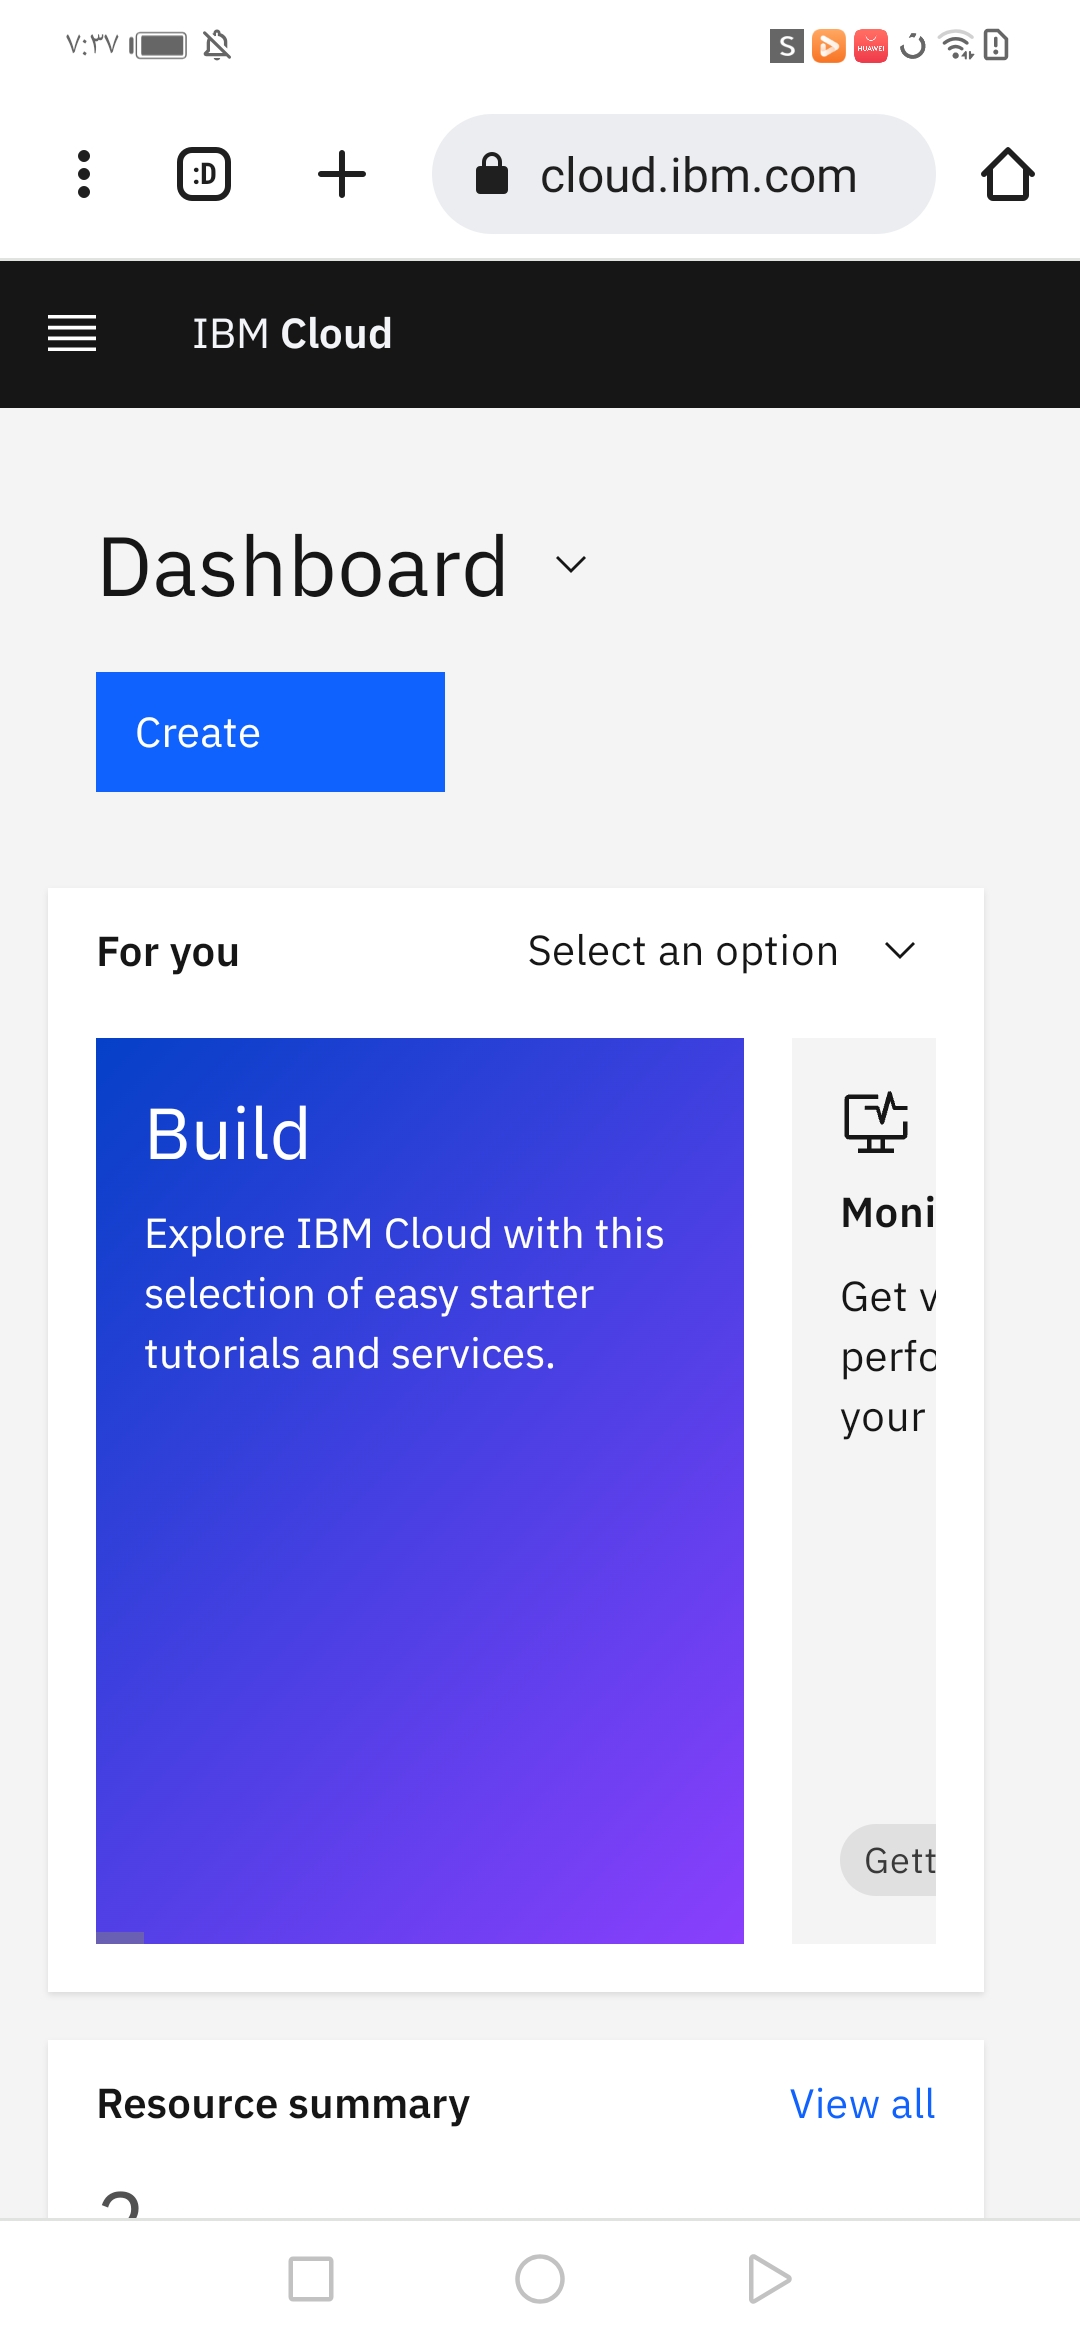 ٧:٣٧
S
HUAWEI
:D
cloud.ibm.com
IBM Cloud
Dashboard
Create
For you
Select an option
Build
Explore IBM Cloud with this
selection of easy starter
tutorials and services.
Moni
Get v
perfo
your
Gett
Resource summary
View all